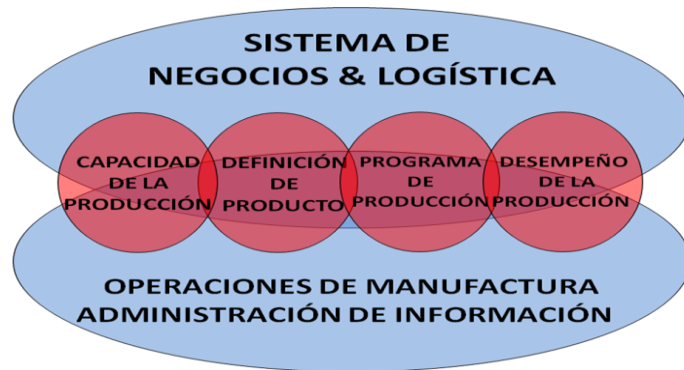 SISTEMA DE
NEGOCIOS & LOGÍSTICA
CAPACIDAD
DE LA
PRODUCCIÓN
DEFINICIÓN
DE
PRODUCTO
PROGRAMA
DE
PRODUCCIÓN
DESEMPEÑO
DE LA
PRODUCCIÓN
OPERACIONES DE MANUFACTURA
ADMINISTRACIÓN DE INFORMACIÓN